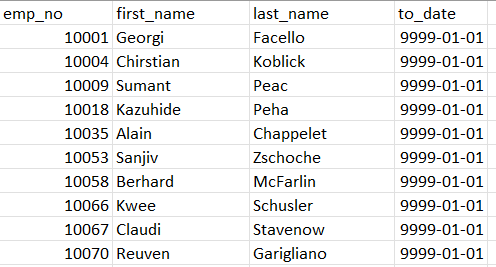 emp_no first_name last_name to_date
10001 Georgi Facello 9999-01-01
10004 Chirstian Koblick 9999-01-01
10009 Sumant Peac 9999-01-01
10018 Kazuhide Peha 9999-01-01
10035 Alain Chappelet 9999-01-01
10053 Sanjiv Zschoche 9999-01-01
10058 Berhard McFarlin 9999-01-01
10066 Kwee Schusler 9999-01-01
10067 Claudi Stavenow 9999-01-01
10070 Reuven Garigliano 9999-01-01